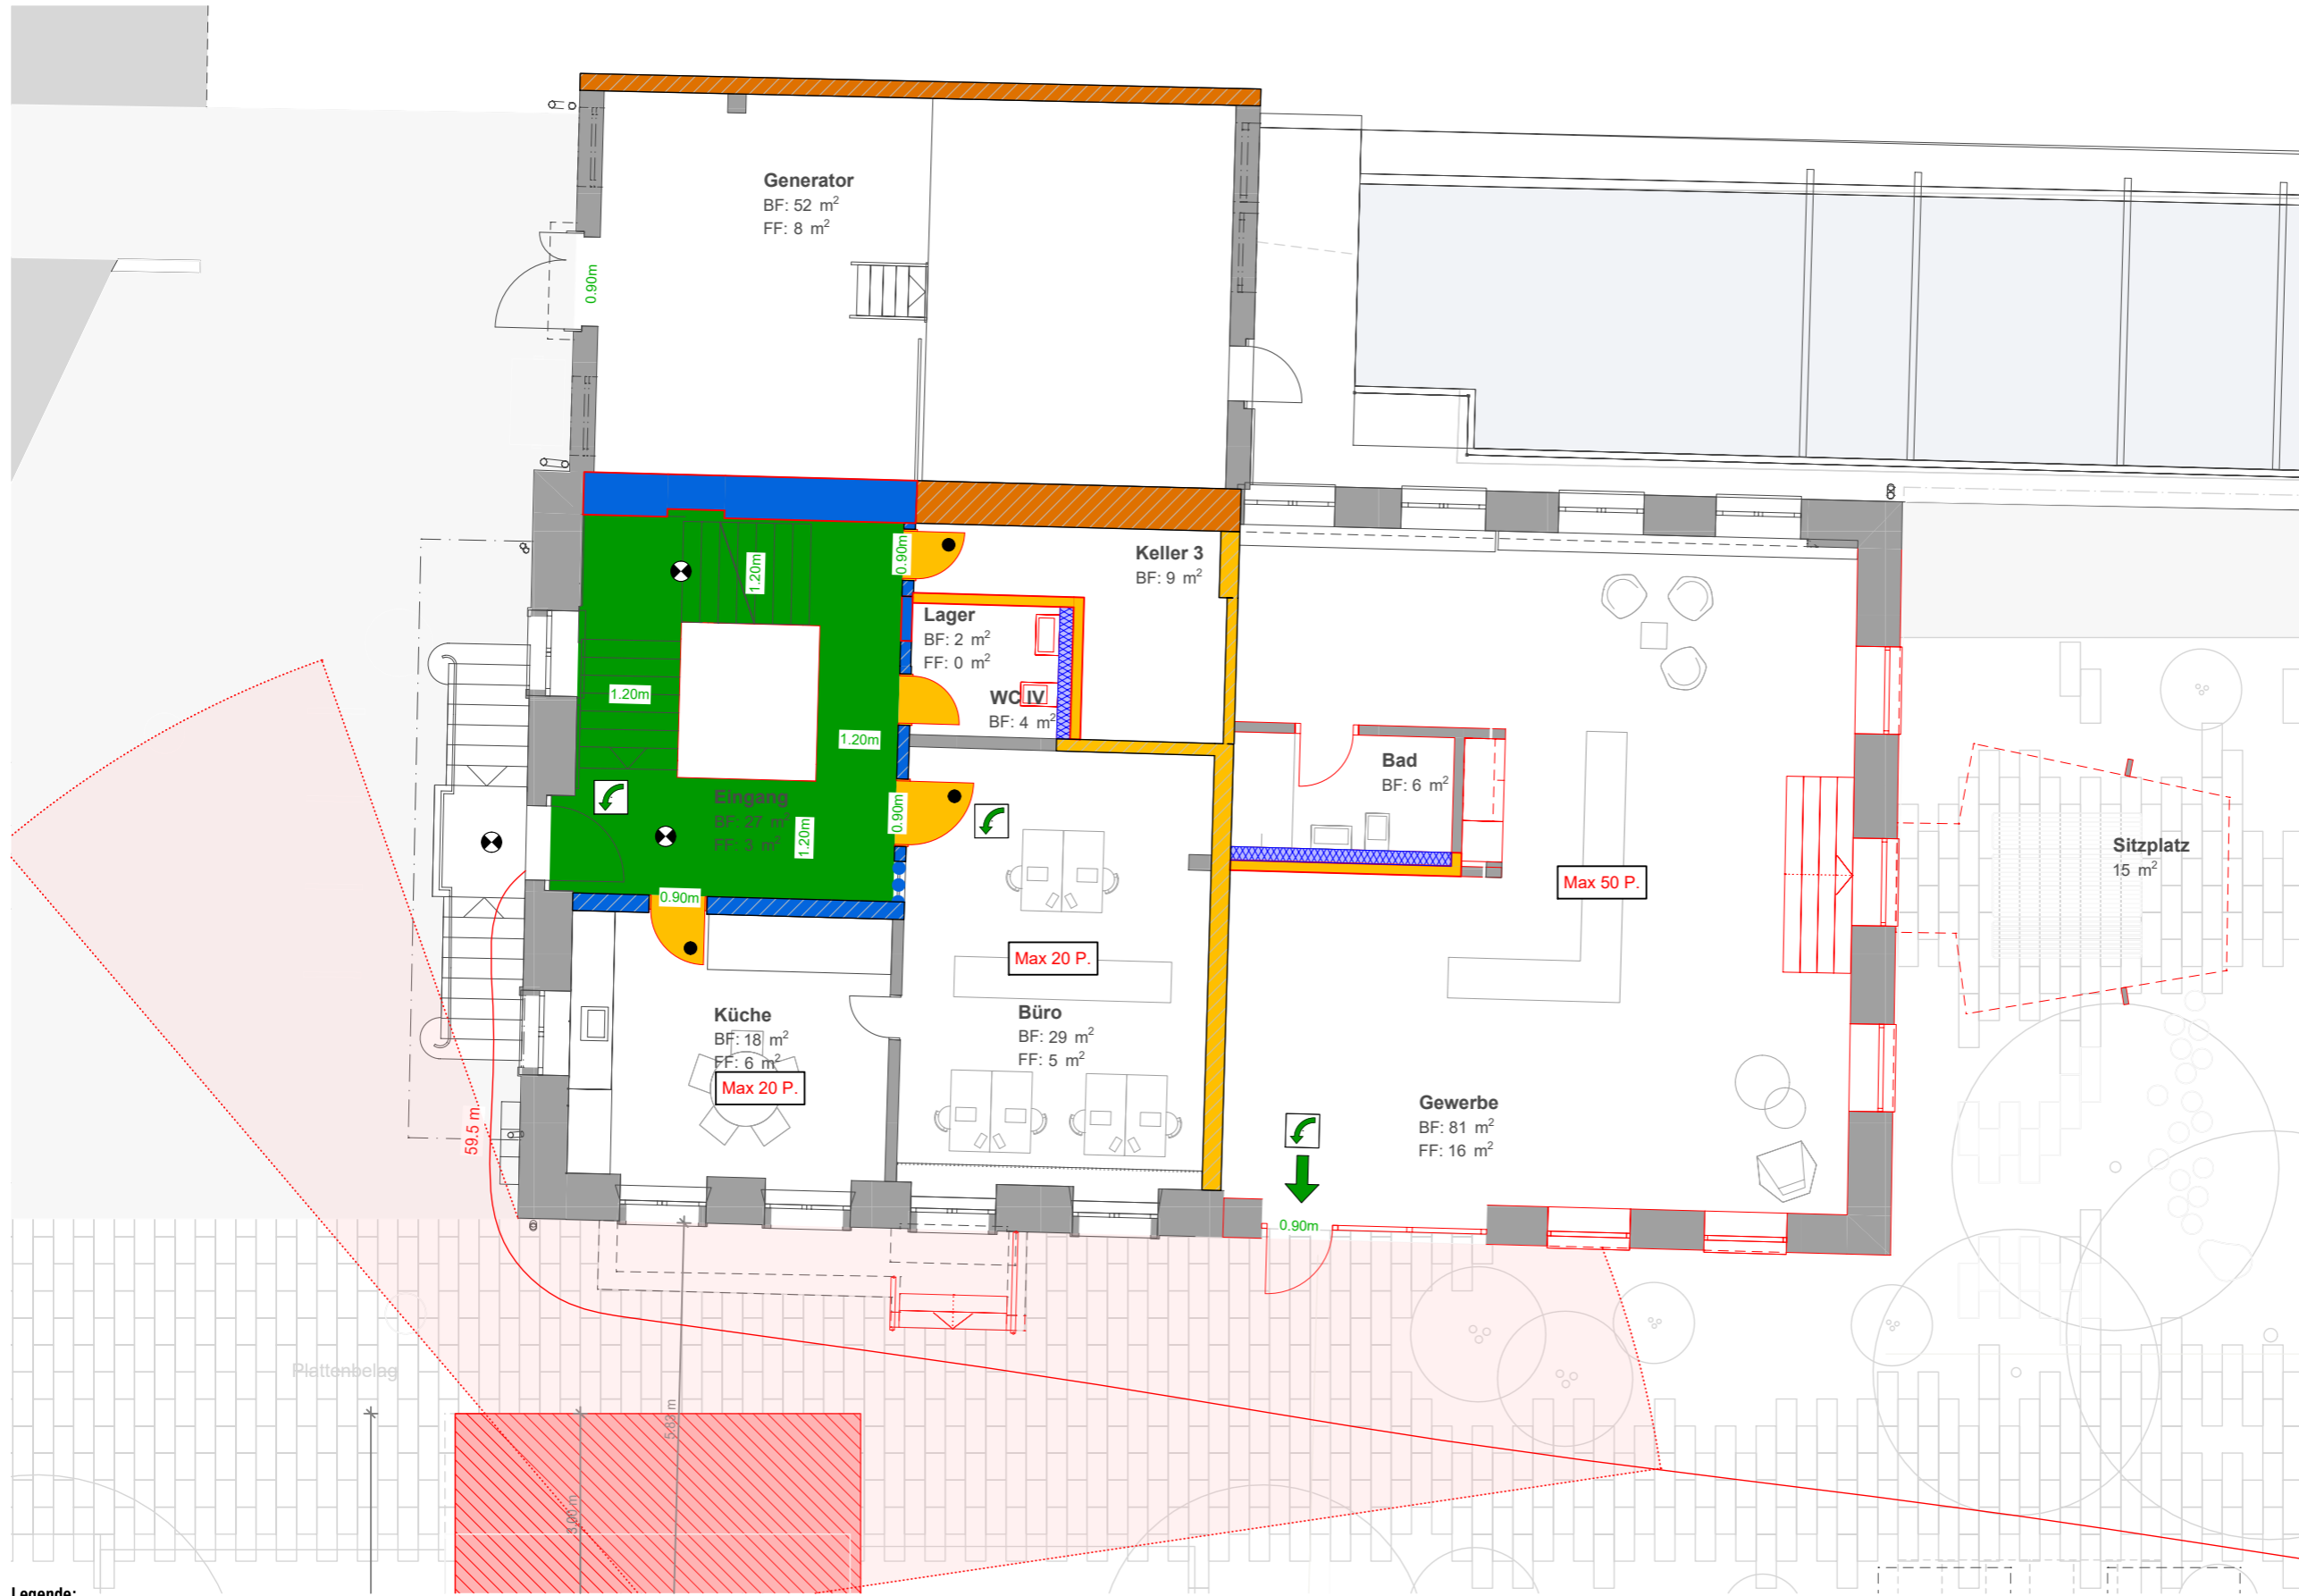 Generator
BF: 52 m²
FF: 8 m²
0.90m
Keller 3
BF: 9 m²
0.90m
1.20m
Lager
BF: 2 m²
FF: 0 m²
WC IV
BF: 4 m²
1.20m
1.20m
Bad
BF: 6 m²
Eingang
BF: 27 m²
FF: 3 m²
1.20m
0.90m
0.90m
Max 50 P.
Sitzplatz
15 m²
Max 20 P.
Küche
BF: 18 m²
FF: 6 m²
Max 20 P.
Büro
BF: 29 m²
FF: 5 m²
Gewerbe
BF: 81 m²
FF: 16 m²
59.5 m
0.90m
Plattenbelag
5.82 m
3.00 m
Legende: